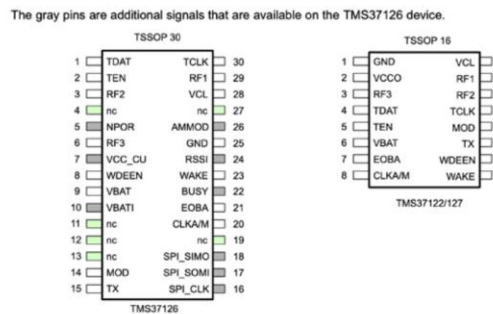 The gray pins are additional signals that are available on the TMS37126 device.
TSSOP 30
1 TDAT TCLK 30
2 TEN RF1 29
3 RF2 VCL 28
4 nc nc 27
5 NPOR AMMOD 26
6 RF3 GND 25
7 VCC_CU RSSI 24
8 WDEEN WAKE 23
9 VBAT BUSY 22
10 VBATI EOBA 21
11 nc CLKA/M 20
12 nc nc 19
13 nc SPI_SIMO 18
14 MOD SPI_SOMI 17
15 TX SPI_CLK 16
TMS37126
TSSOP 16
1 GND VCL
2 VCCO RF1
3 RF3 RF2
4 TDAT TCLK
5 TEN MOD
6 VBAT TX
7 EOBA WDEEN
8 CLKA/M WAKE
TMS37122/127